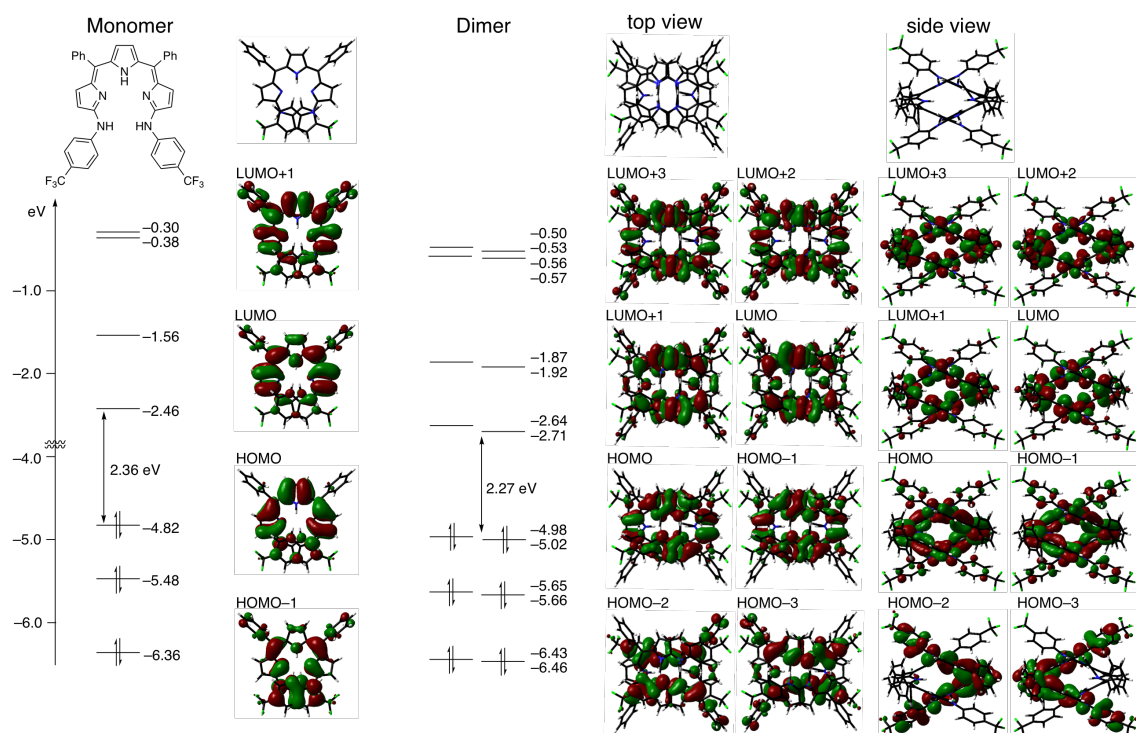 Monomer
Dimer
top view
side view
Ph
Ph
N
H
N
N
NH
HN
F₃C
CF₃
eV
−1.0
−2.0
−4.0
−5.0
−6.0
−0.30
−0.38
−1.56
−2.46
2.36 eV
−4.82
−5.48
−6.36
LUMO+1
LUMO
HOMO
HOMO−1
−0.50
−0.53
−0.56
−0.57
−1.87
−1.92
−2.64
−2.71
2.27 eV
−4.98
−5.02
−5.65
−5.66
−6.43
−6.46
LUMO+3
LUMO+2
LUMO+3
LUMO+2
LUMO+1
LUMO
LUMO+1
LUMO
HOMO
HOMO−1
HOMO
HOMO−1
HOMO−2
HOMO−3
HOMO−2
HOMO−3